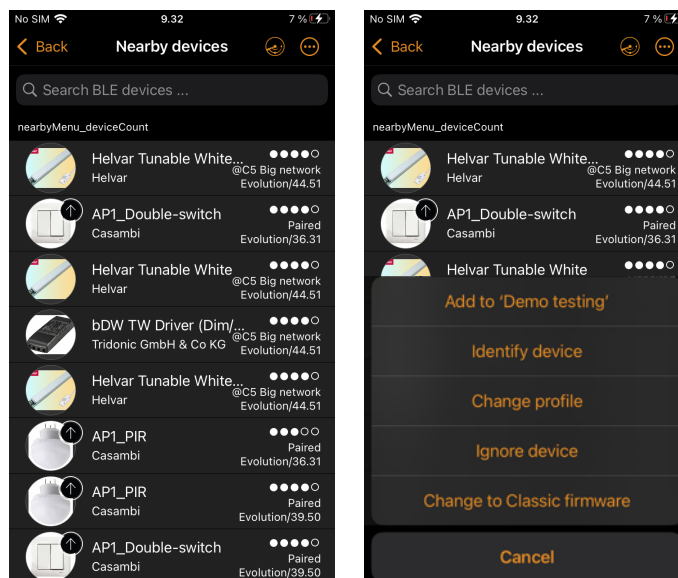 No SIM 9.32 7 %
Back Nearby devices
Search BLE devices ...
nearbyMenu_deviceCount
Helvar Tunable White...
Helvar
@C5 Big network
Evolution/44.51
AP1_Double-switch
Casambi
Paired
Evolution/36.31
Helvar Tunable White
Helvar
@C5 Big network
Evolution/44.51
bDW TW Driver (Dim/...
Tridonic GmbH & Co KG
@C5 Big network
Evolution/44.51
Helvar Tunable White...
Helvar
@C5 Big network
Evolution/44.51
AP1_PIR
Casambi
Paired
Evolution/36.31
AP1_PIR
Casambi
Paired
Evolution/39.50
AP1_Double-switch
Casambi
Paired
Evolution/39.50
No SIM 9.32 7 %
Back Nearby devices
Search BLE devices ...
nearbyMenu_deviceCount
Helvar Tunable White...
Helvar
@C5 Big network
Evolution/44.51
AP1_Double-switch
Casambi
Paired
Evolution/36.31
Helvar Tunable White
Add to ‘Demo testing’
Identify device
Change profile
Ignore device
Change to Classic firmware
Cancel